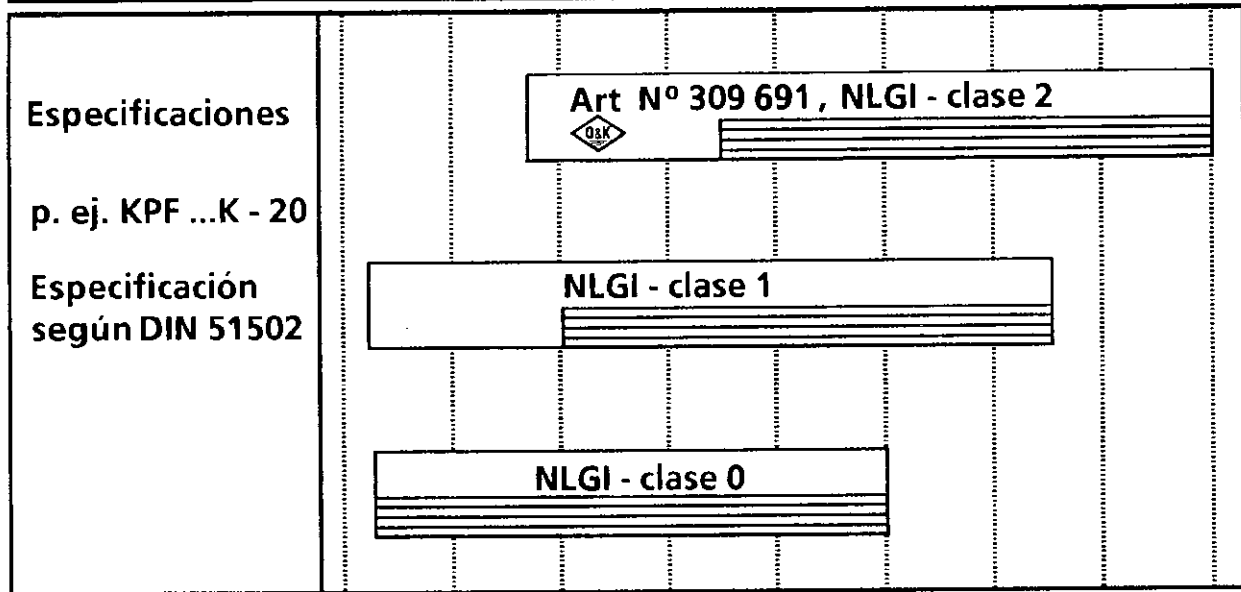 Especificaciones
p. ej. KPF ...K - 20
Especificación
según DIN 51502
Art Nº 309 691, NLGI - clase 2
O&K
NLGI - clase 1
NLGI - clase 0